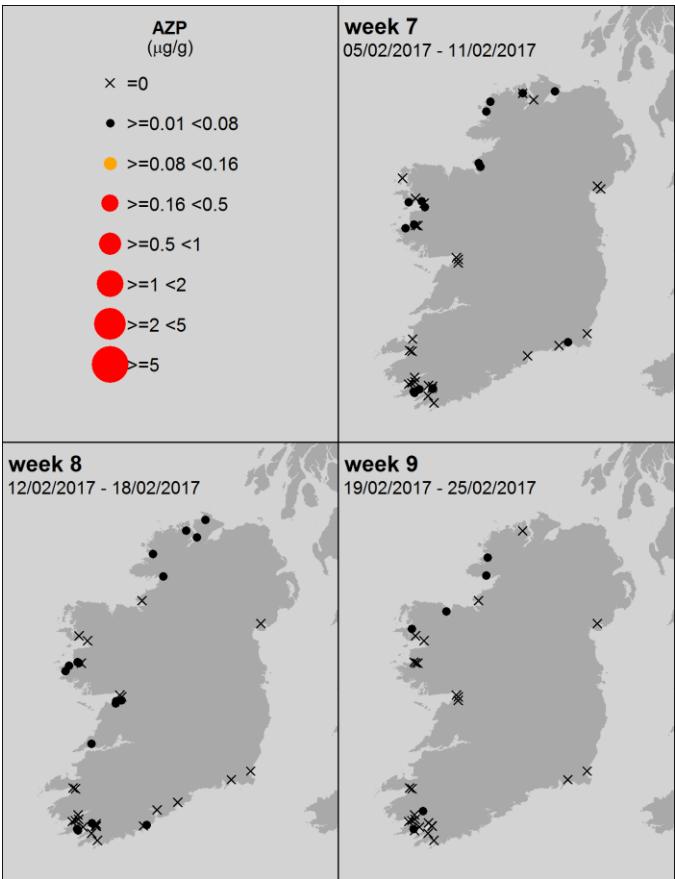 AZP
(µg/g)
=0
>=0.01 <0.08
>=0.08 <0.16
>=0.16 <0.5
>=0.5 <1
>=1 <2
>=2 <5
>=5
week 7
05/02/2017 - 11/02/2017
week 8
12/02/2017 - 18/02/2017
week 9
19/02/2017 - 25/02/2017